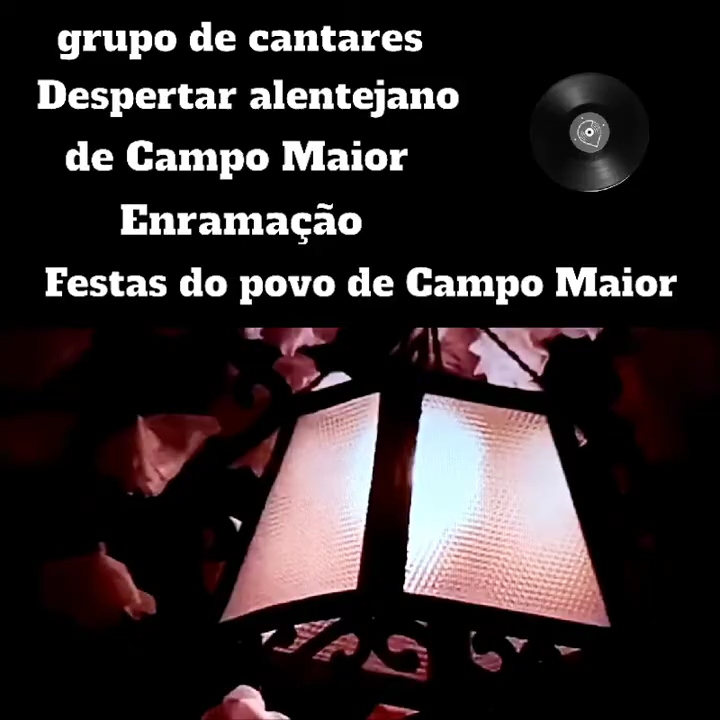 grupo de cantares
Despertar alentejano
de Campo Maior
Enramação
Festas do povo de Campo Maior